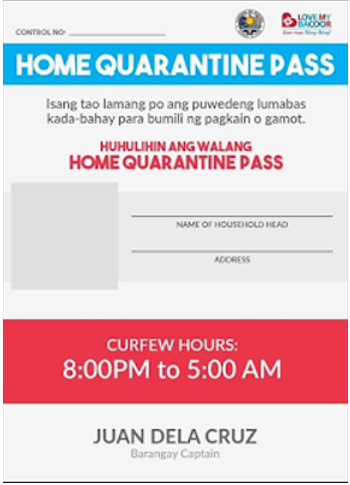 CONTROL NO:
LOVE MY
BACOOR
HOME QUARANTINE PASS
Isang tao lamang po ang puwedeng lumabas
kada-bahay para bumili ng pagkain o gamot.
HUHULIHIN ANG WALANG
HOME QUARANTINE PASS
NAME OF HOUSEHOLD HEAD
ADDRESS
CURFEW HOURS:
8:00PM to 5:00 AM
JUAN DELA CRUZ
Barangay Captain